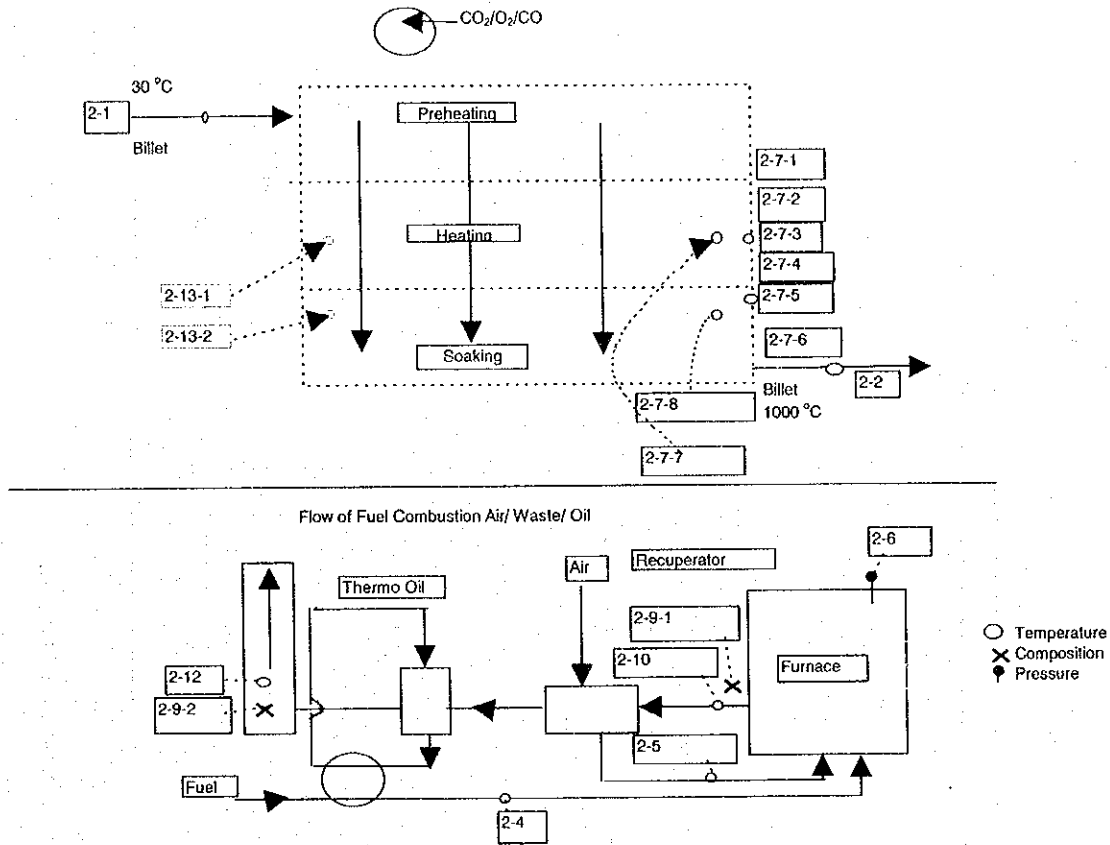 CO₂/O₂/CO
30 °C
2-1
Billet
Preheating
2-7-1
2-7-2
Heating
2-7-3
2-7-4
2-13-1
2-7-5
2-13-2
Soaking
2-7-6
2-2
Billet
1000 °C
2-7-8
2-7-7
Flow of Fuel Combustion Air/ Waste/ Oil
2-6
Air
Recuperator
Thermo Oil
2-9-1
2-10
Furnace
Temperature
Composition
Pressure
2-12
2-9-2
2-5
Fuel
2-4